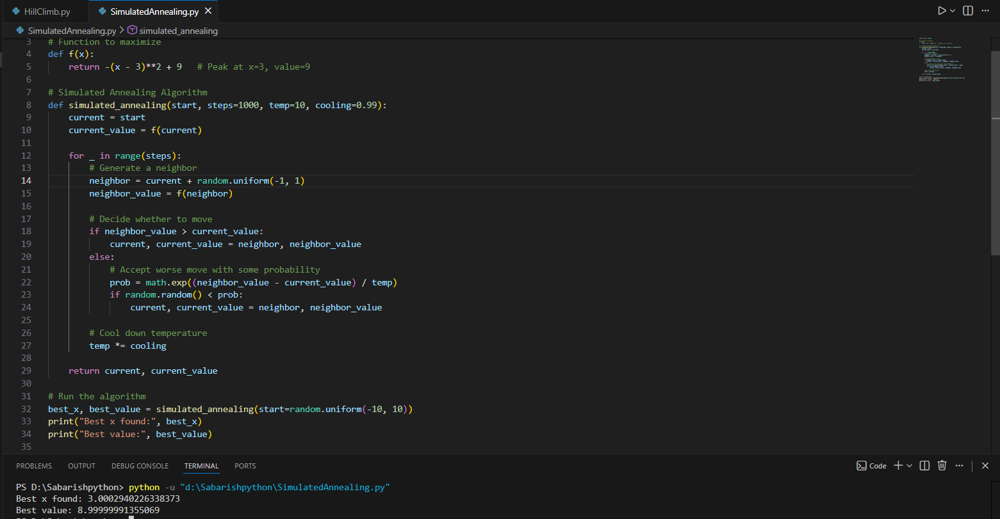 HillClimb.py
SimulatedAnnealing.py
SimulatedAnnealing.py > simulated_annealing
3 # Function to maximize
4 def f(x):
5     return -(x - 3)**2 + 9   # Peak at x=3, value=9
6
7 # Simulated Annealing Algorithm
8 def simulated_annealing(start, steps=1000, temp=10, cooling=0.99):
9     current = start
10     current_value = f(current)
11
12     for _ in range(steps):
13         # Generate a neighbor
14         neighbor = current + random.uniform(-1, 1)
15         neighbor_value = f(neighbor)
16
17         # Decide whether to move
18         if neighbor_value > current_value:
19             current, current_value = neighbor, neighbor_value
20         else:
21             # Accept worse move with some probability
22             prob = math.exp((neighbor_value - current_value) / temp)
23             if random.random() < prob:
24                 current, current_value = neighbor, neighbor_value
25
26         # Cool down temperature
27         temp *= cooling
28
29     return current, current_value
30
31 # Run the algorithm
32 best_x, best_value = simulated_annealing(start=random.uniform(-10, 10))
33 print("Best x found:", best_x)
34 print("Best value:", best_value)
35
PROBLEMS OUTPUT DEBUG CONSOLE TERMINAL PORTS
Code
PS D:\Sabarishpython> python -u "d:\Sabarishpython\SimulatedAnnealing.py"
Best x found: 3.0002940226338373
Best value: 8.99999991355069